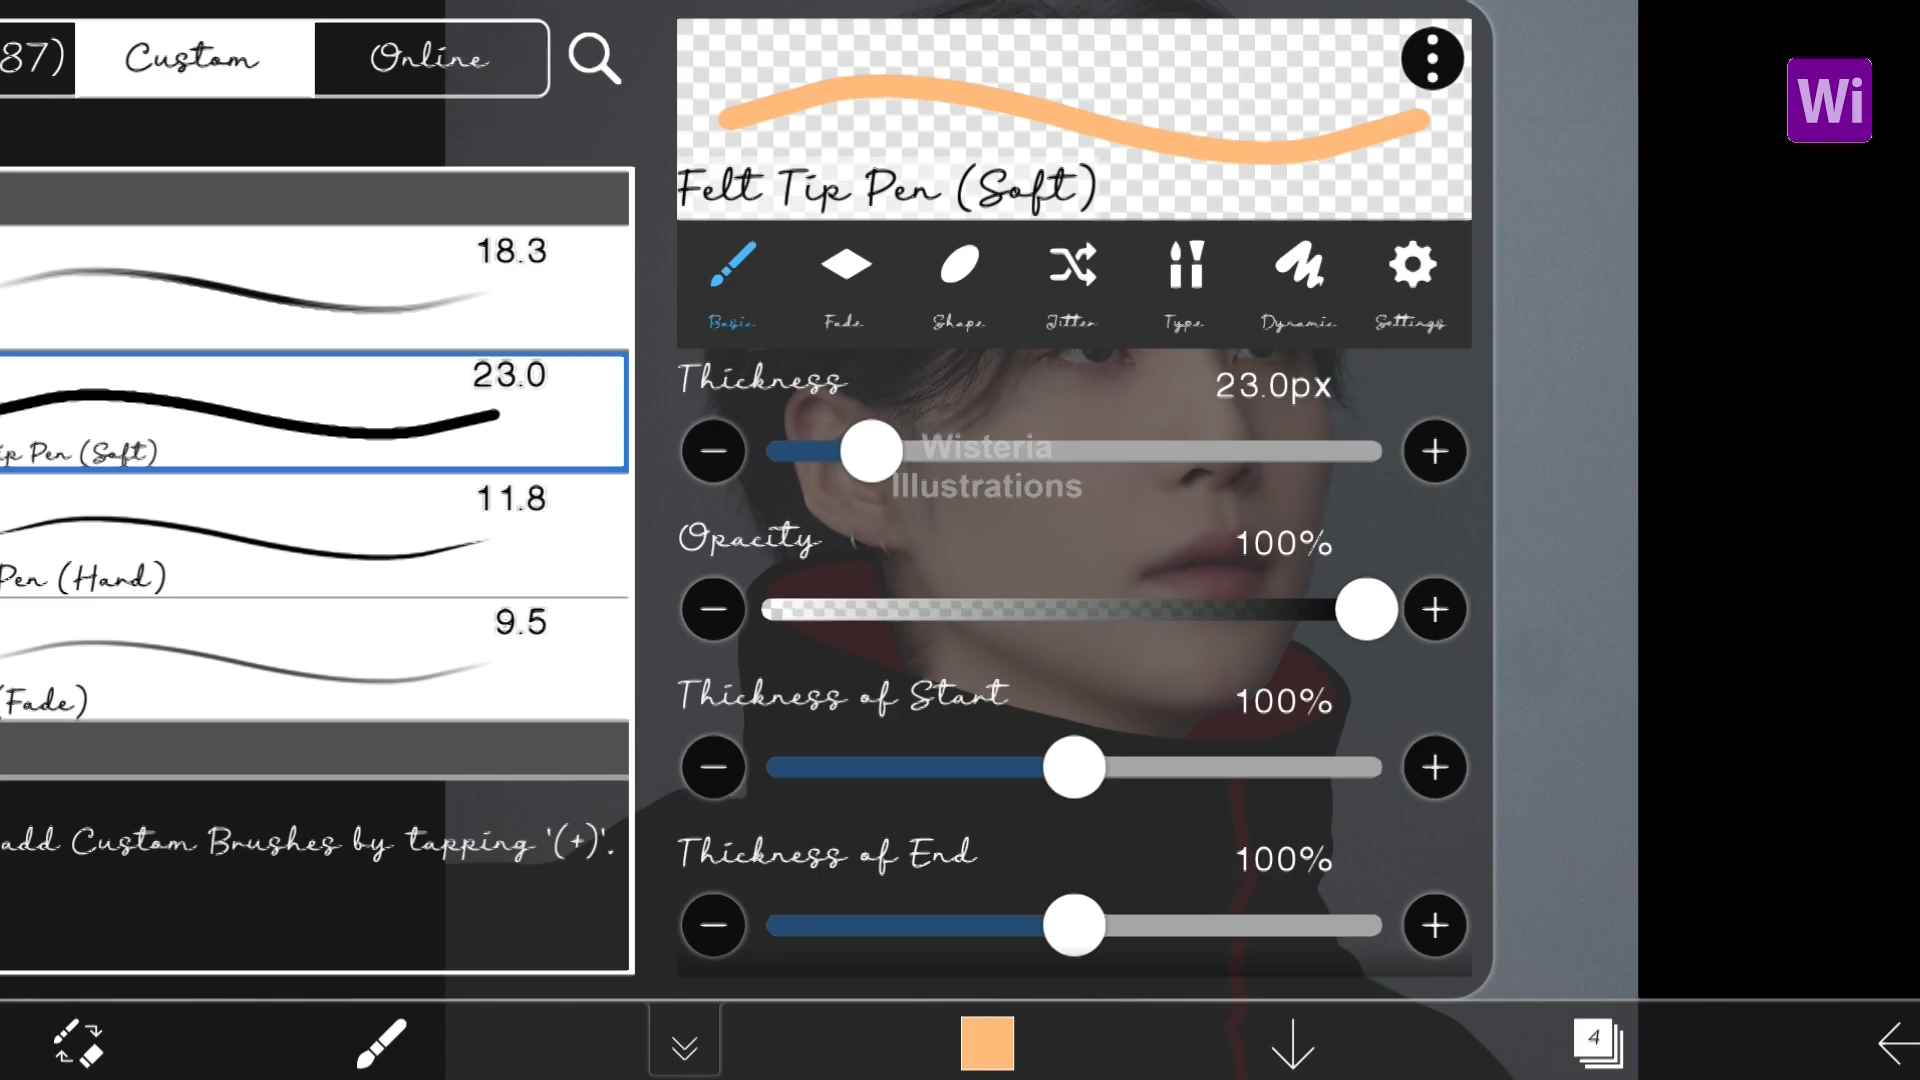 87)
Custom
Online
Wi
Felt Tip Pen (Soft)
Basic
Fade
Shape
Jitter
Type
Dynamic
Settings
18.3
23.0
ip Pen (Soft)
11.8
Pen (Hand)
9.5
(Fade)
add Custom Brushes by tapping '(+)'.
Thickness
23.0px
Wisteria
Illustrations
Opacity
100%
Thickness of Start
100%
Thickness of End
100%
4